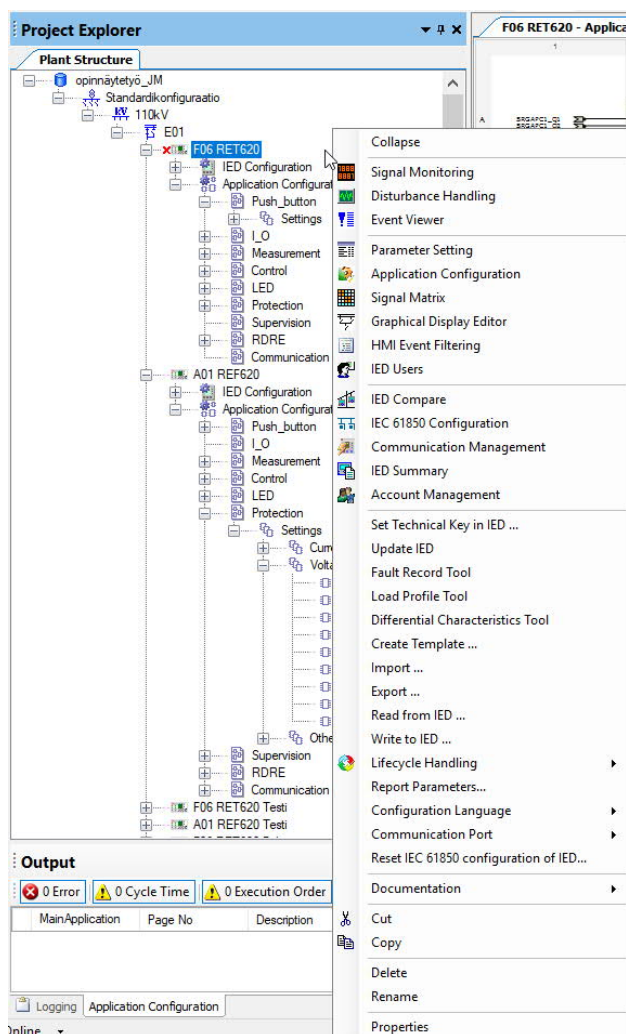 Project Explorer
F06 RET620 - Applica
Plant Structure
1
opinnäytetyö_JM
Standardikonfiguraatio
110kV
E01
A
F06 RET620
IED Configuration
Application Configurat
Push_button
Settings
I_O
Measurement
Control
LED
Protection
Supervision
RDRE
Communication
A01 REF620
IED Configuration
Application Configurat
Push_button
I_O
Measurement
Control
LED
Protection
Settings
Curre
Volta
Othe
Supervision
RDRE
Communication
F06 RET620 Testi
A01 REF620 Testi
Collapse
Signal Monitoring
Disturbance Handling
Event Viewer
Parameter Setting
Application Configuration
Signal Matrix
Graphical Display Editor
HMI Event Filtering
IED Users
IED Compare
IEC 61850 Configuration
Communication Management
IED Summary
Account Management
Set Technical Key in IED ...
Update IED
Fault Record Tool
Load Profile Tool
Differential Characteristics Tool
Create Template ...
Import ...
Export ...
Read from IED ...
Write to IED ...
Lifecycle Handling
Report Parameters...
Configuration Language
Communication Port
Reset IEC 61850 configuration of IED...
Documentation
Cut
Copy
Delete
Rename
Properties
Output
0 Error 0 Cycle Time 0 Execution Order
MainApplication Page No Description
Logging Application Configuration
Online